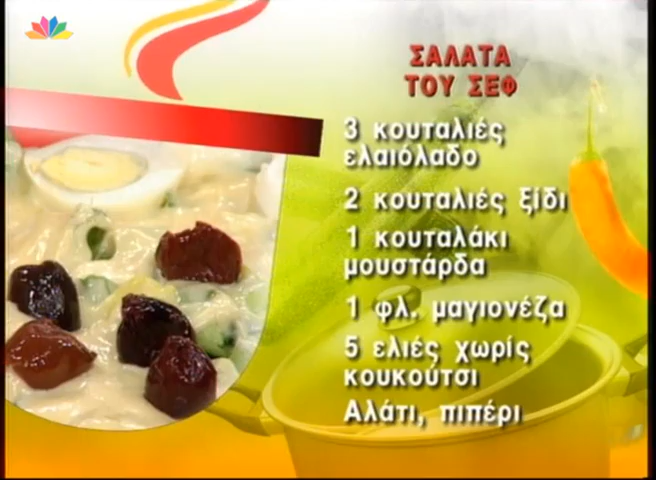 ΣΑΛΑΤΑ
ΤΟΥ ΣΕΦ
3 κουταλιές
ελαιόλαδο
2 κουταλιές ξίδι
1 κουταλάκι
μουστάρδα
1 φλ. μαγιονέζα
5 ελιές χωρίς
κουκούτσι
Αλάτι, πιπέρι